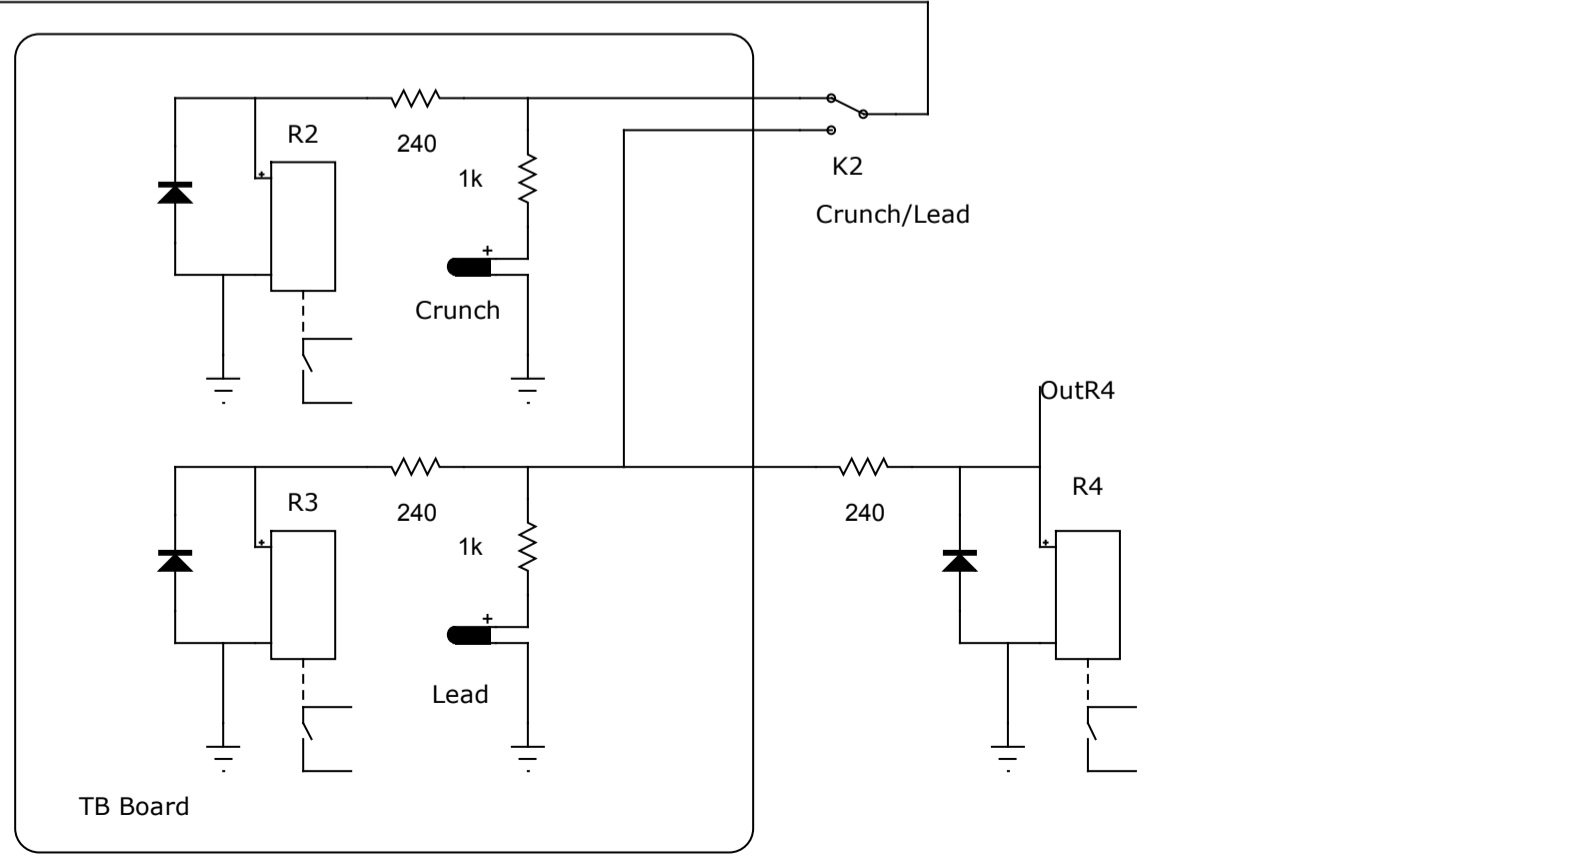 R2
240
1k
K2
+
Crunch/Lead
+
Crunch
OutR4
R3
240
1k
240
R4
+
+
+
Lead
TB Board